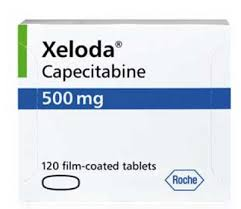 Xeloda®
Capecitabine
500 mg
120 film-coated tablets
Roche